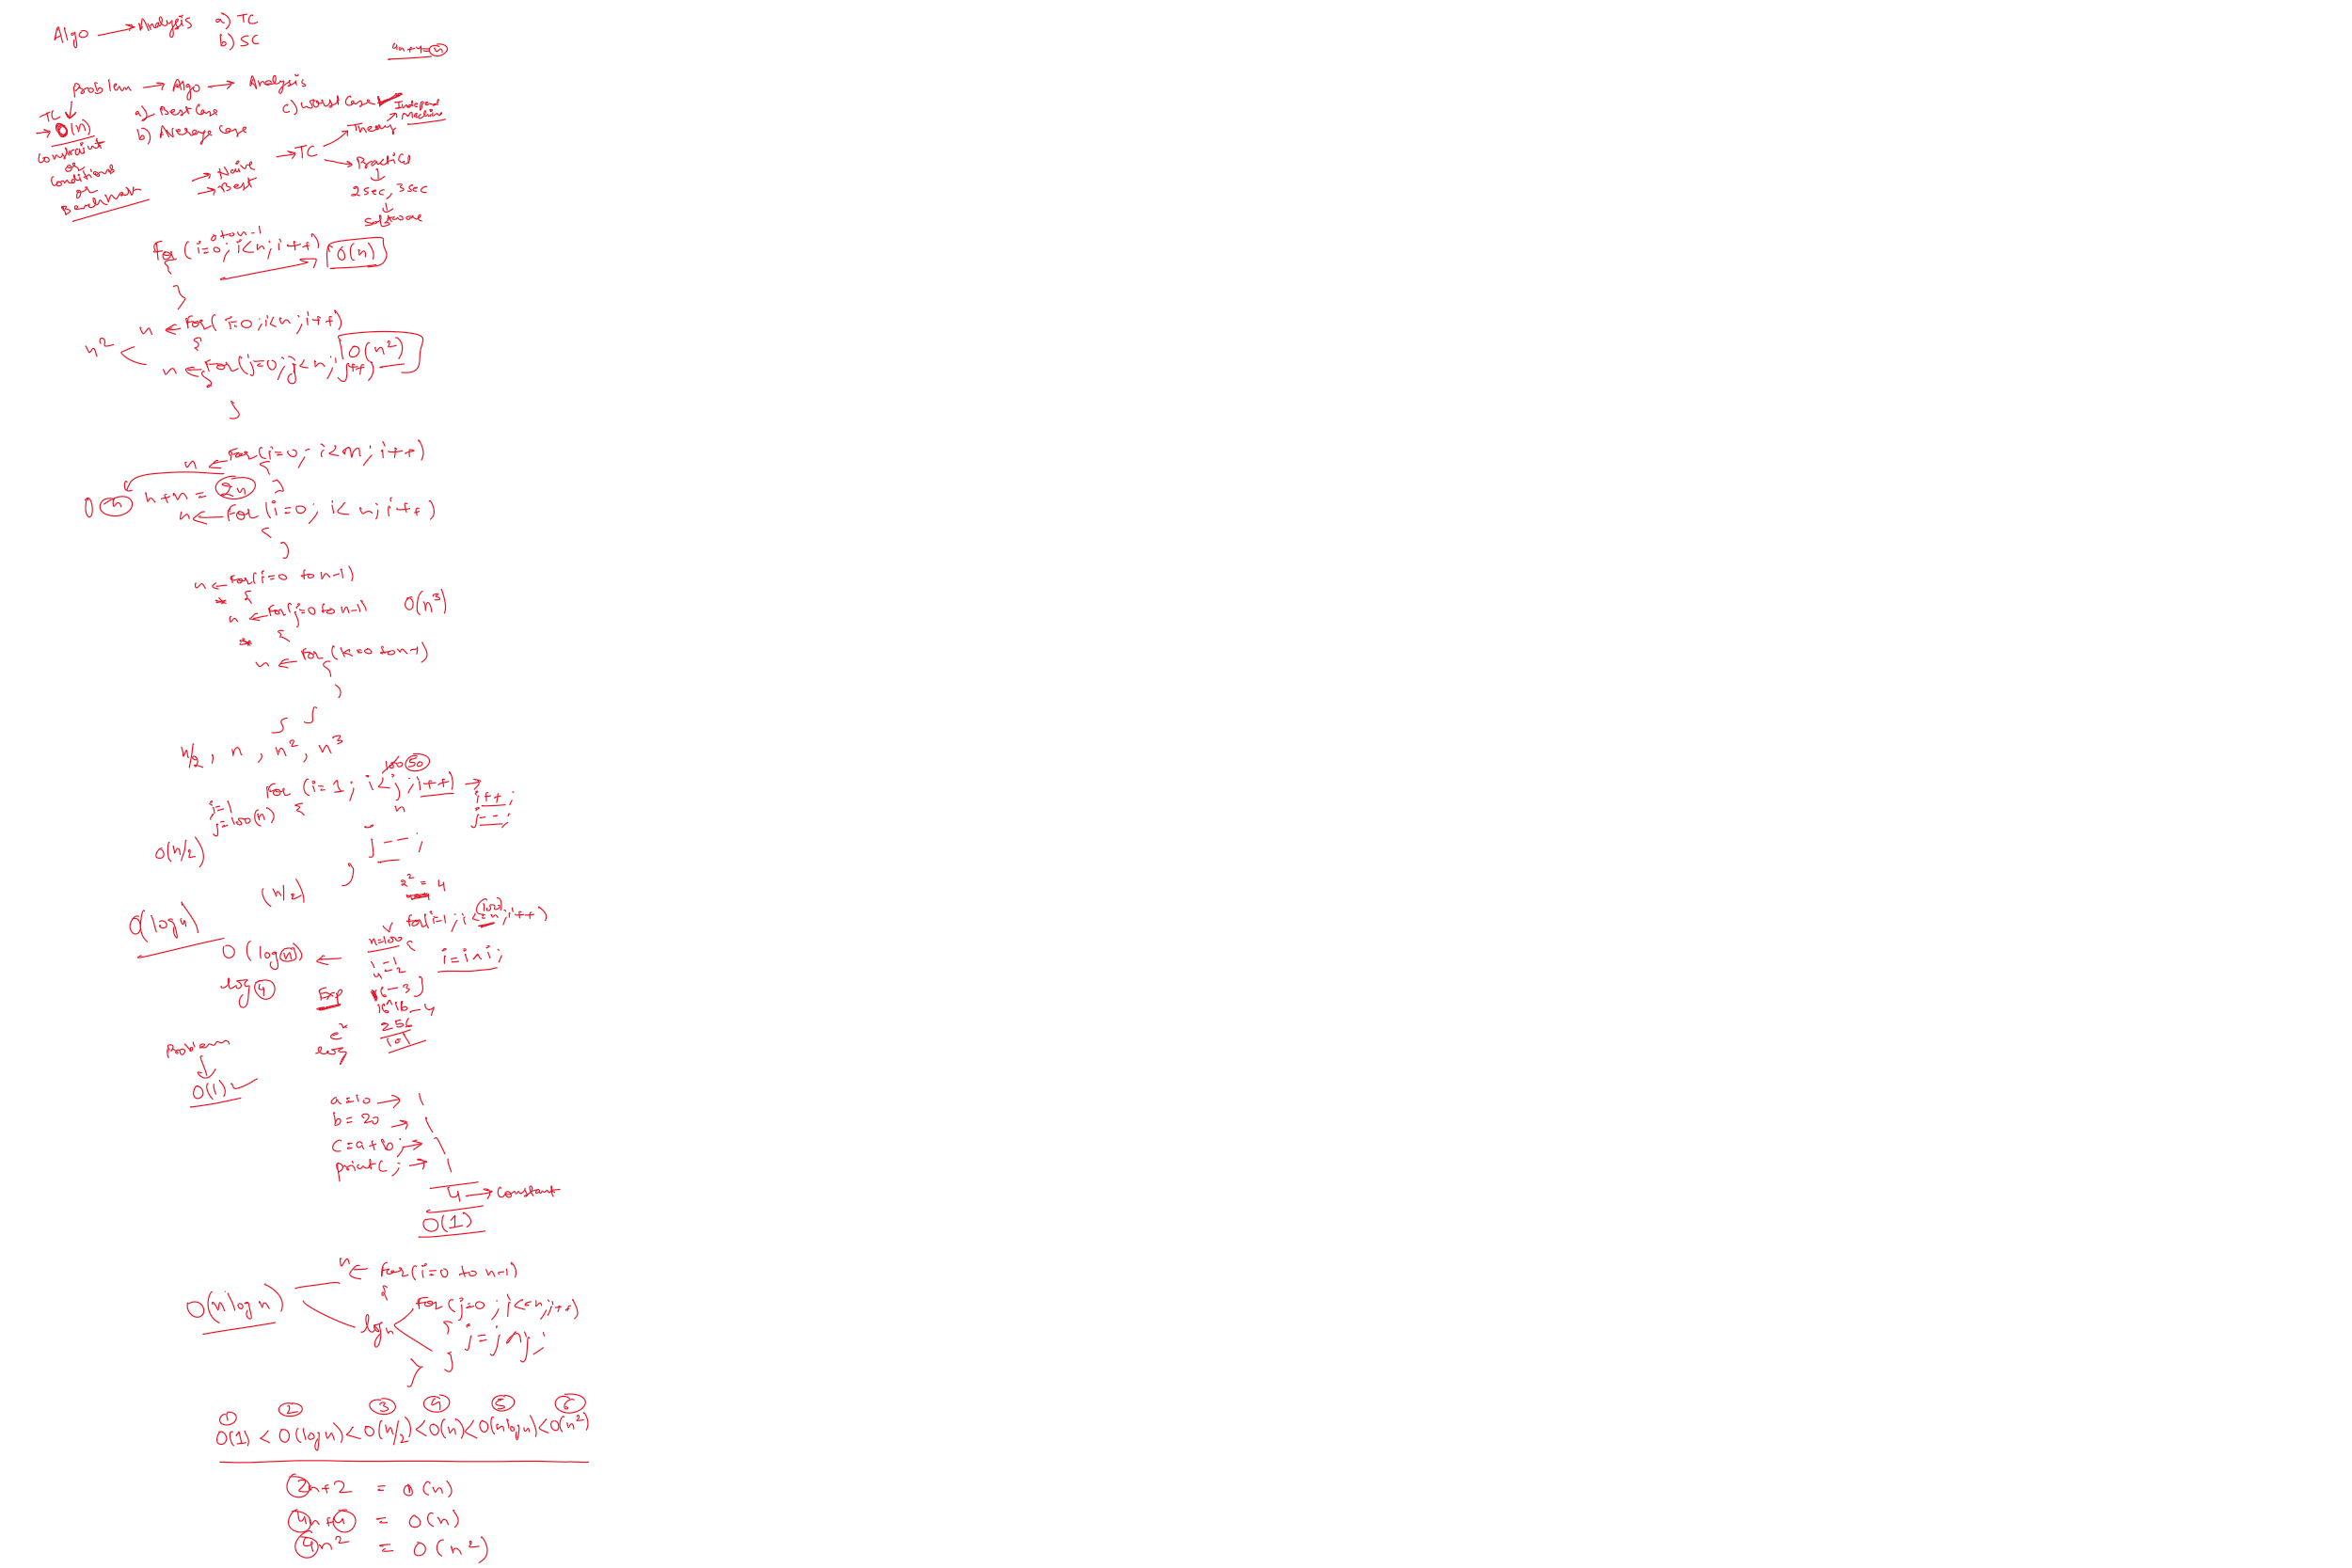 Algo → Analysis a) TC
b) SC
4n+4=n
Problem → Algo → Analysis
TC
→ O(n)
a) Best Case
b) Average Case
c) Worst Case
Constraint
or
Conditions
or
Benchmark
→ Naive
→ Best
→ TC
Theory
Independ
Machine
Practical
2 sec, 3 sec
Software
0 to n-1
for (i=0; i<n; i++)
{
O(n)
}
n ← for( i=0; i<n; i++)
{
n²
O(n²)
n ← for(j=0; j<n; j++)
{
}
n ← for(i=0; i<n; i++)
{
}
O n n+n = 2n
n ← for (i=0; i<n; i++)
{
}
n ← for(i=0 to n-1)
* {
n ← for(j=0 to n-1) O(n³)
* {
n ← for (k=0 to n-1)
{
}
} }
n/2, n, n², n³
100 50
for (i=1; i<j; i++) →
i++;
j--;
i=1
j=100(n) {
n
O(n/2)
j--;
}
(n/2)
2² = 4
O(log n)
(100)
for(i=1; i<=n; i++)
n=100 {
O(log n) ←
i=i^i;
1-1
4-2
log 4
Exp
16-3 }
16^16-4
256
101
eˣ
log
Problem
O(1)
a=10 → 1
b=20 → 1
c=a+b; → 1
print c; → 1
4 → Constant
O(1)
n ← for(i=0 to n-1)
{
O(n log n)
for (j=0; j<=n; j++)
log n
{
j=j^j;
}
}
1 2 3 4 5 6
O(1) < O(log n) < O(n/2) < O(n) < O(n log n) < O(n²)
2n+2 = O(n)
4n+4 = O(n)
4n² = O(n²)